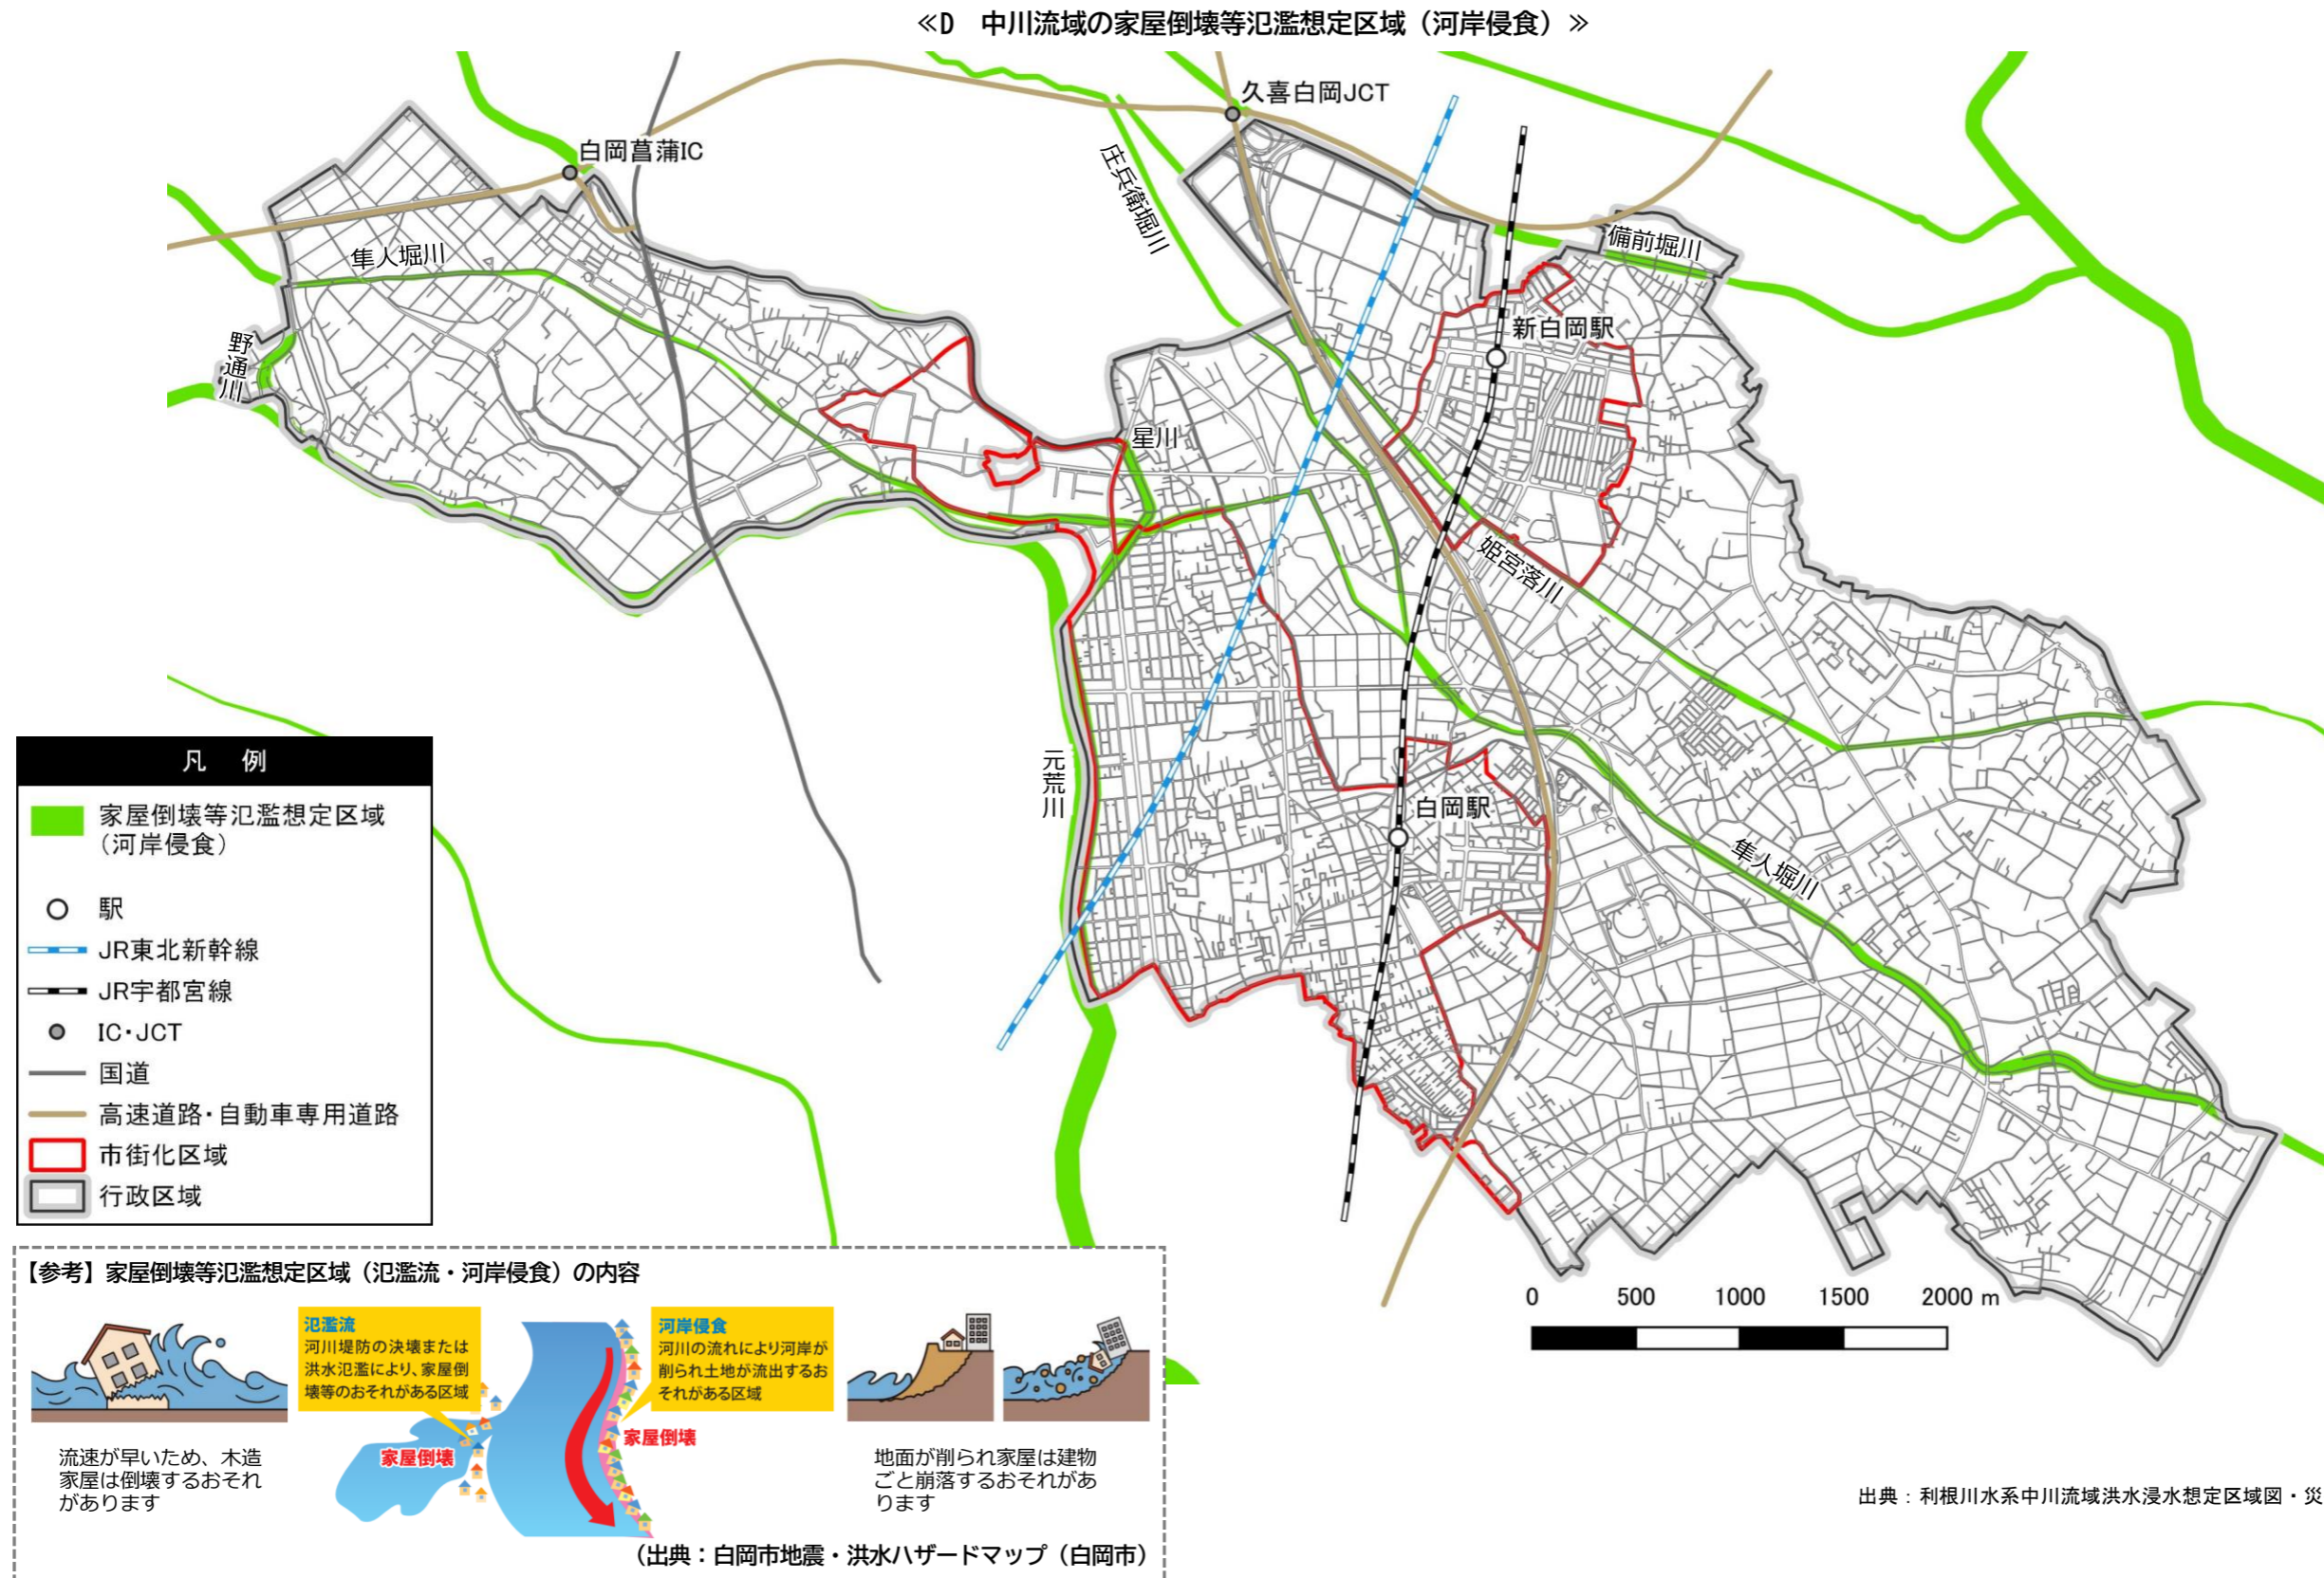 ≪D　中川流域の家屋倒壊等氾濫想定区域（河岸侵食）≫
久喜白岡JCT
白岡菖蒲IC
庄兵衛堀川
備前堀川
隼人堀川
新白岡駅
野通川
星川
姫宮落川
元荒川
白岡駅
隼人堀川
凡 例
家屋倒壊等氾濫想定区域
（河岸侵食）
駅
JR東北新幹線
JR宇都宮線
IC・JCT
国道
高速道路・自動車専用道路
市街化区域
行政区域
0 500 1000 1500 2000 m
【参考】家屋倒壊等氾濫想定区域（氾濫流・河岸侵食）の内容
氾濫流
河川堤防の決壊または
洪水氾濫により、家屋倒
壊等のおそれがある区域
河岸侵食
河川の流れにより河岸が
削られ土地が流出するお
それがある区域
家屋倒壊
家屋倒壊
流速が早いため、木造
家屋は倒壊するおそれ
があります
地面が削られ家屋は建物
ごと崩落するおそれがあ
ります
（出典：白岡市地震・洪水ハザードマップ（白岡市）
出典：利根川水系中川流域洪水浸水想定区域図・災